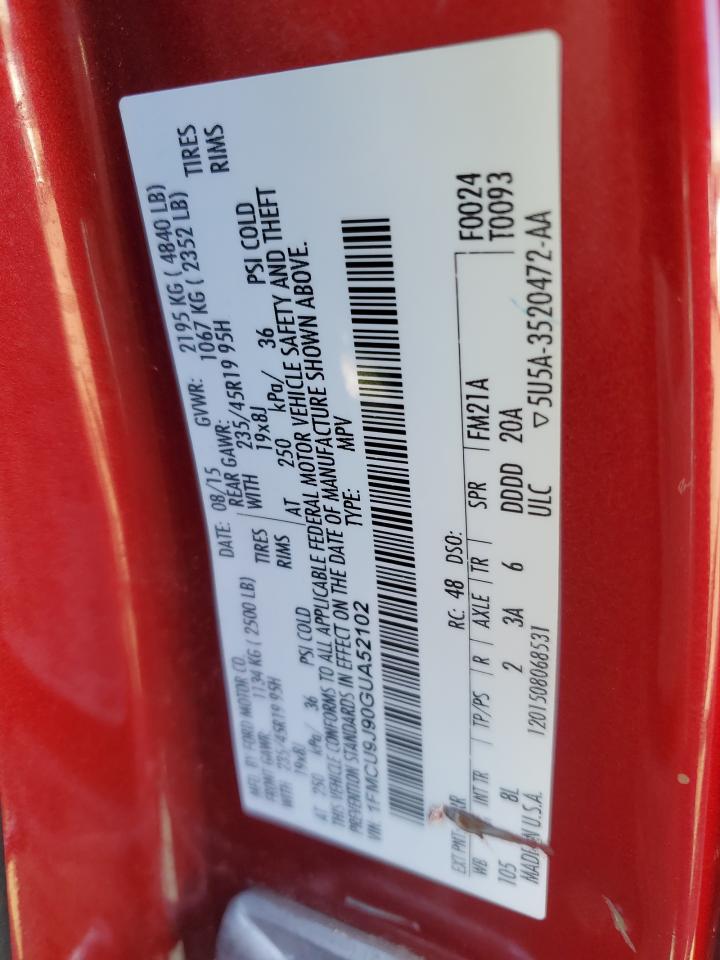 MFD. BY FORD MOTOR CO. DATE: 08/15 GVWR: 2195 KG ( 4840 LB)
FRONT GAWR: 1134 KG ( 2500 LB) REAR GAWR: 1067 KG ( 2352 LB)
WITH 235/45R19 95H TIRES WITH 235/45R19 95H TIRES
19x8J RIMS 19x8J RIMS
AT 250 kPa/ 36 PSI COLD AT 250 kPa/ 36 PSI COLD
THIS VEHICLE CONFORMS TO ALL APPLICABLE FEDERAL MOTOR VEHICLE SAFETY AND THEFT
PREVENTION STANDARDS IN EFFECT ON THE DATE OF MANUFACTURE SHOWN ABOVE.
VIN: 1FMCU9J90GUA52102 TYPE: MPV
EXT PNT: RR RC: 48 DSO: F0024
WB INT TR TP/PS R AXLE TR SPR FM21A T0093
105 8L 2 3A 6 DDDD 20A
MADE IN U.S.A. 1201508068531 ULC ▽5U5A-3520472-AA